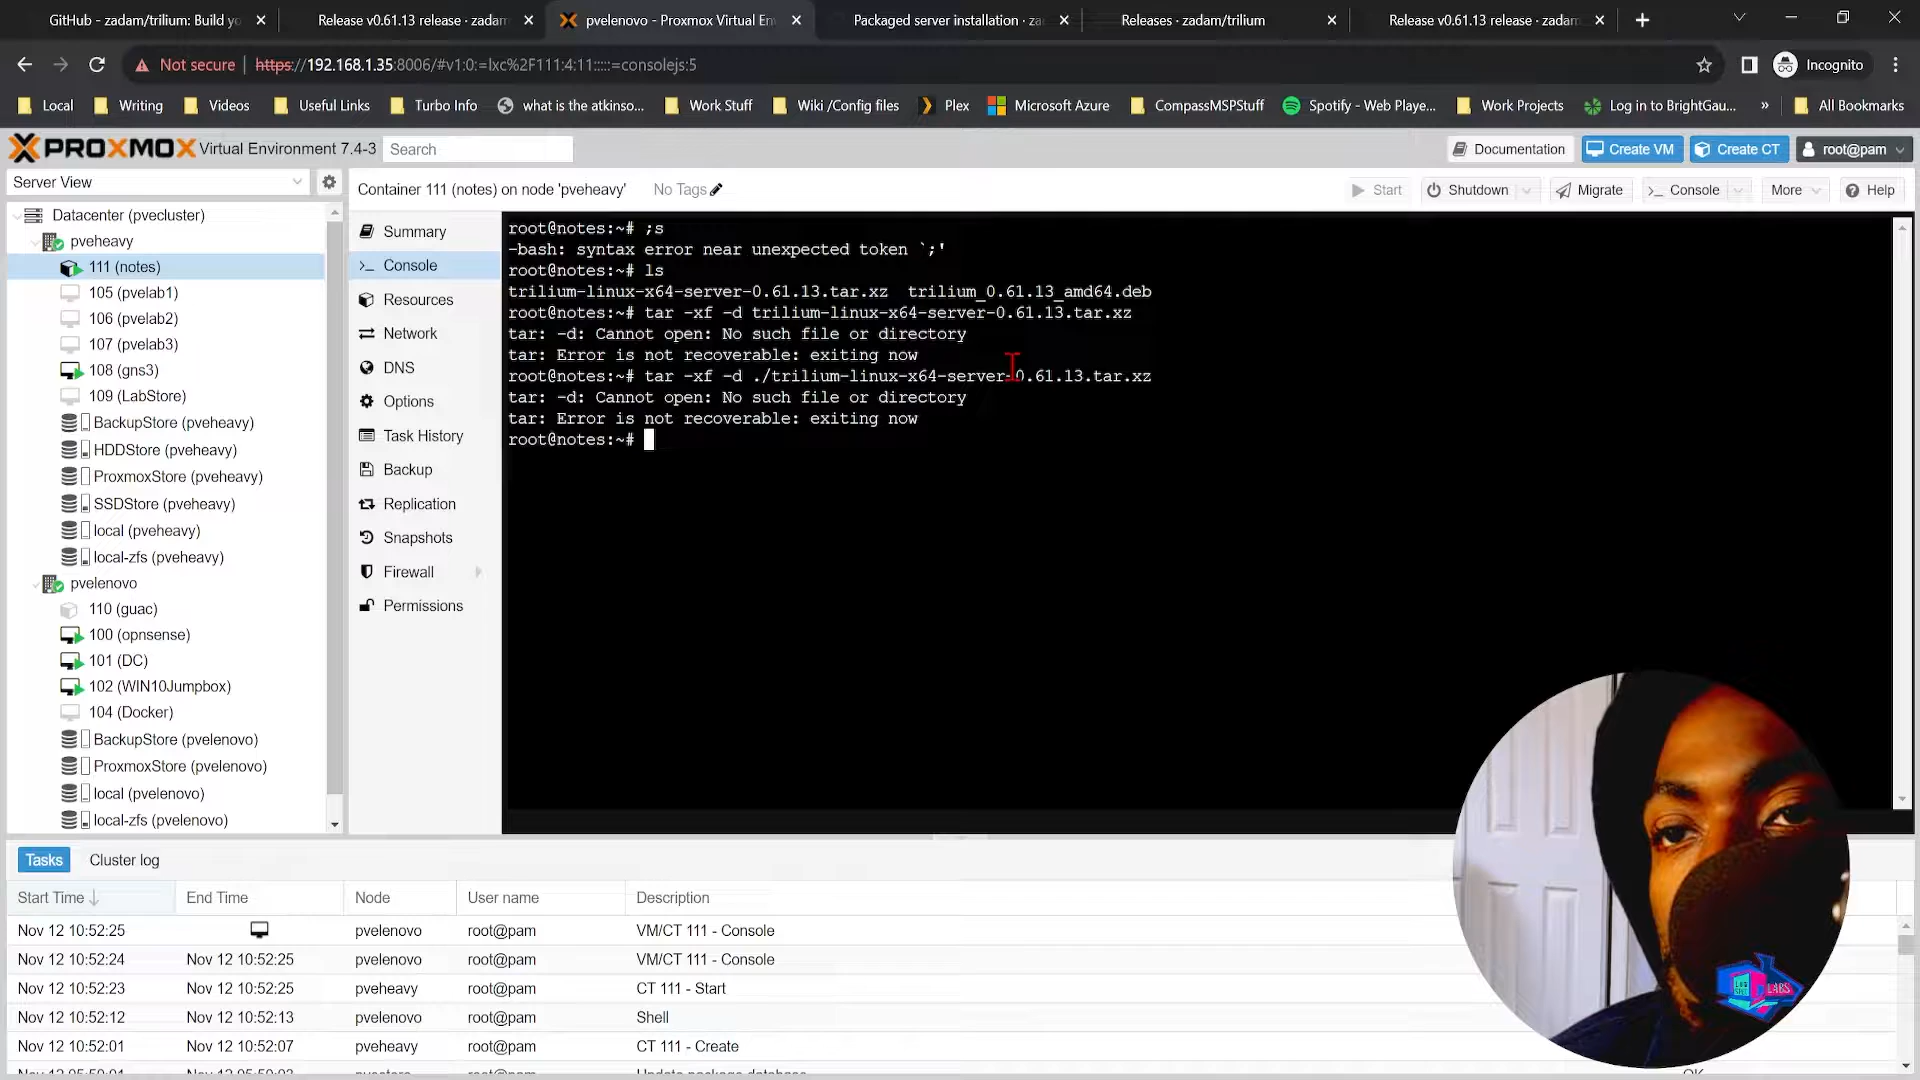 GitHub - zadam/trilium: Build yo
Release v0.61.13 release · zadam
pvelenovo - Proxmox Virtual En
Packaged server installation · za
Releases · zadam/trilium
Release v0.61.13 release · zadam
Not secure https://192.168.1.35:8006/#v1:0:=lxc%2F111:4:11:::::=consolejs:5
Incognito
Local
Writing
Videos
Useful Links
Turbo Info
what is the atkinso...
Work Stuff
Wiki /Config files
Plex
Microsoft Azure
CompassMSPStuff
Spotify - Web Playe...
Work Projects
Log in to BrightGau...
»
All Bookmarks
PROXMOX Virtual Environment 7.4-3
Search
Documentation
Create VM
Create CT
root@pam
Server View
Container 111 (notes) on node 'pveheavy'
No Tags
Start
Shutdown
Migrate
Console
More
Help
Datacenter (pvecluster)
pveheavy
111 (notes)
105 (pvelab1)
106 (pvelab2)
107 (pvelab3)
108 (gns3)
109 (LabStore)
BackupStore (pveheavy)
HDDStore (pveheavy)
ProxmoxStore (pveheavy)
SSDStore (pveheavy)
local (pveheavy)
local-zfs (pveheavy)
pvelenovo
110 (guac)
100 (opnsense)
101 (DC)
102 (WIN10Jumpbox)
104 (Docker)
BackupStore (pvelenovo)
ProxmoxStore (pvelenovo)
local (pvelenovo)
local-zfs (pvelenovo)
Summary
Console
Resources
Network
DNS
Options
Task History
Backup
Replication
Snapshots
Firewall
Permissions
root@notes:~# ;s
-bash: syntax error near unexpected token `;'
root@notes:~# ls
trilium-linux-x64-server-0.61.13.tar.xz  trilium_0.61.13_amd64.deb
root@notes:~# tar -xf -d trilium-linux-x64-server-0.61.13.tar.xz
tar: -d: Cannot open: No such file or directory
tar: Error is not recoverable: exiting now
root@notes:~# tar -xf -d ./trilium-linux-x64-server-0.61.13.tar.xz
tar: -d: Cannot open: No such file or directory
tar: Error is not recoverable: exiting now
root@notes:~#
Tasks
Cluster log
Start Time End Time Node User name Description
Nov 12 10:52:25 pvelenovo root@pam VM/CT 111 - Console
Nov 12 10:52:24 Nov 12 10:52:25 pvelenovo root@pam VM/CT 111 - Console
Nov 12 10:52:23 Nov 12 10:52:25 pveheavy root@pam CT 111 - Start
Nov 12 10:52:12 Nov 12 10:52:13 pvelenovo root@pam Shell
Nov 12 10:52:01 Nov 12 10:52:07 pveheavy root@pam CT 111 - Create
LABS